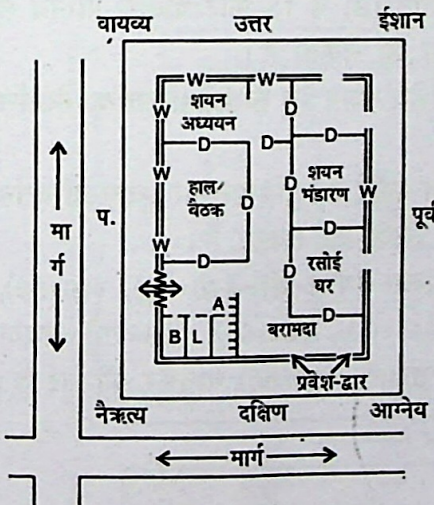 वायव्य उत्तर ईशान
W W
शयन
अध्ययन
W D
D D D
हाल
बैठक
शयन
भंडारण
W D D W
मार्ग
प.
पूर्व
W D D
रसोई
घर
D
A
B L
बरामदा D
प्रवेश-द्वार
नैऋत्य दक्षिण आग्नेय
मार्ग